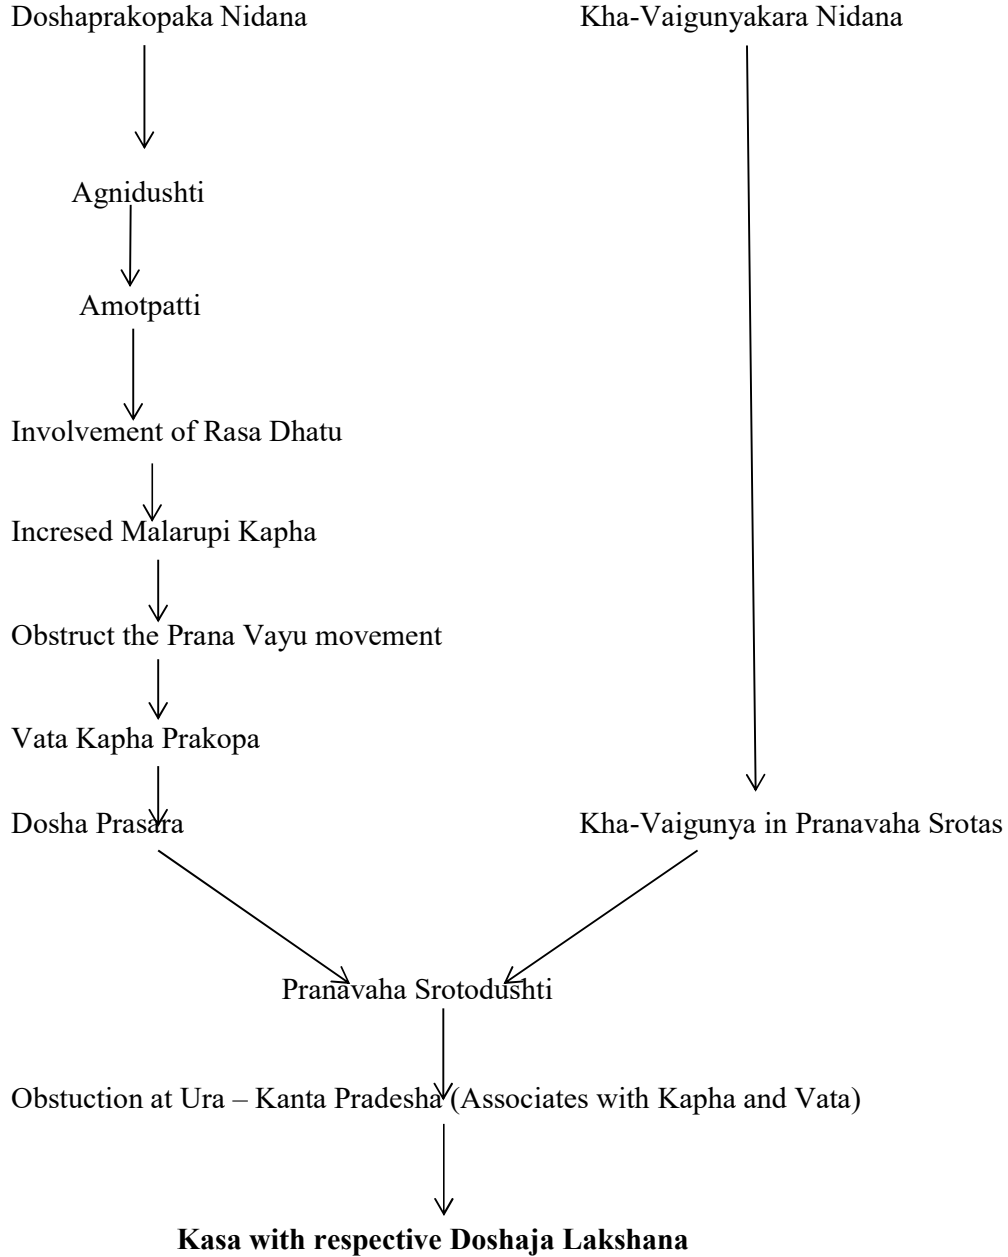 Doshaprakopaka Nidana
Kha-Vaigunyakara Nidana
Agnidushti
Amotpatti
Involvement of Rasa Dhatu
Incresed Malarupi Kapha
Obstruct the Prana Vayu movement
Vata Kapha Prakopa
Dosha Prasara
Kha-Vaigunya in Pranavaha Srotas
Pranavaha Srotodushti
Obstuction at Ura – Kanta Pradesha (Associates with Kapha and Vata)
Kasa with respective Doshaja Lakshana